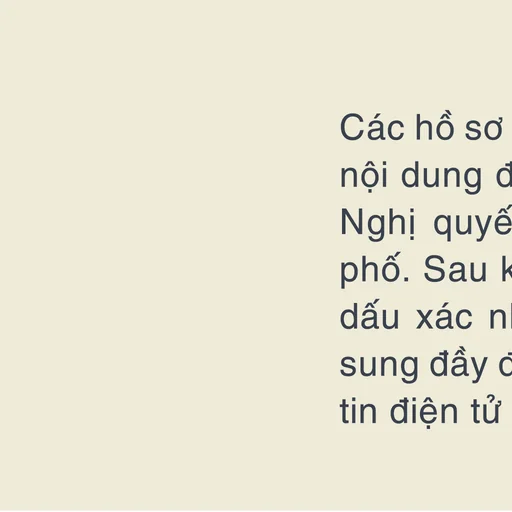 Các hồ sơ
nội dung
Nghị quyế
phố. Sau k
dấu xác nh
sung đầy đ
tin điện tử